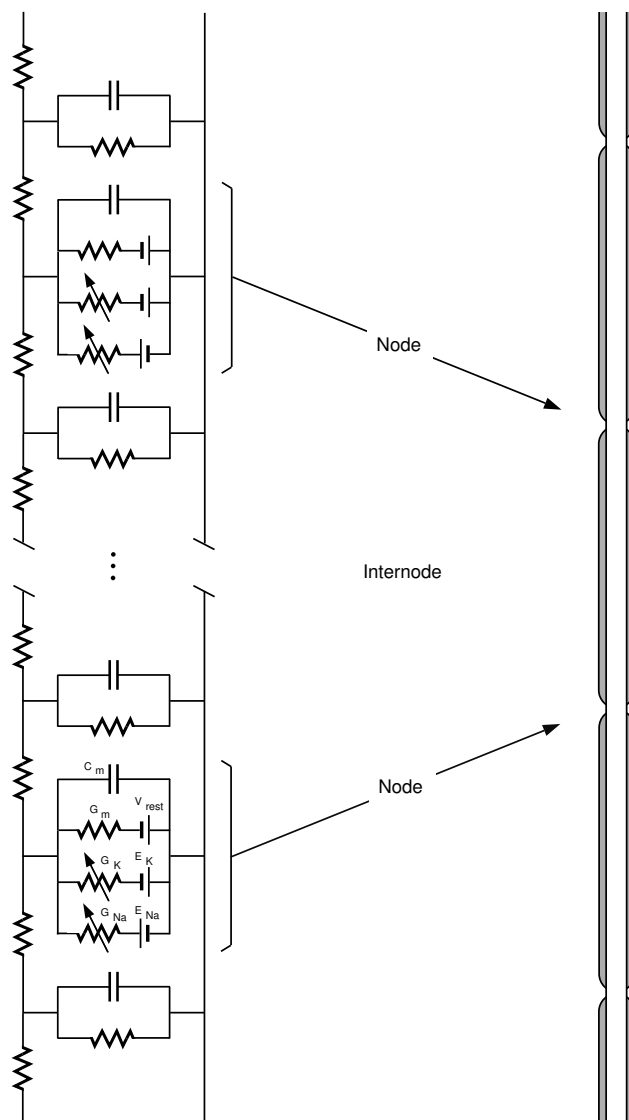 Node
Internode
C m
V rest
G m
G K
E K
G Na
E Na
Node